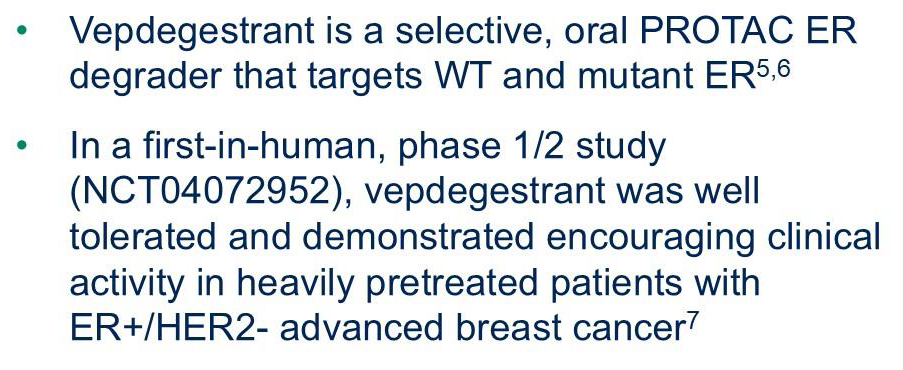 • Vepdegestrant is a selective, oral PROTAC ER
degrader that targets WT and mutant ER5,6
• In a first-in-human, phase 1/2 study
(NCT04072952), vepdegestrant was well
tolerated and demonstrated encouraging clinical
activity in heavily pretreated patients with
ER+/HER2- advanced breast cancer7